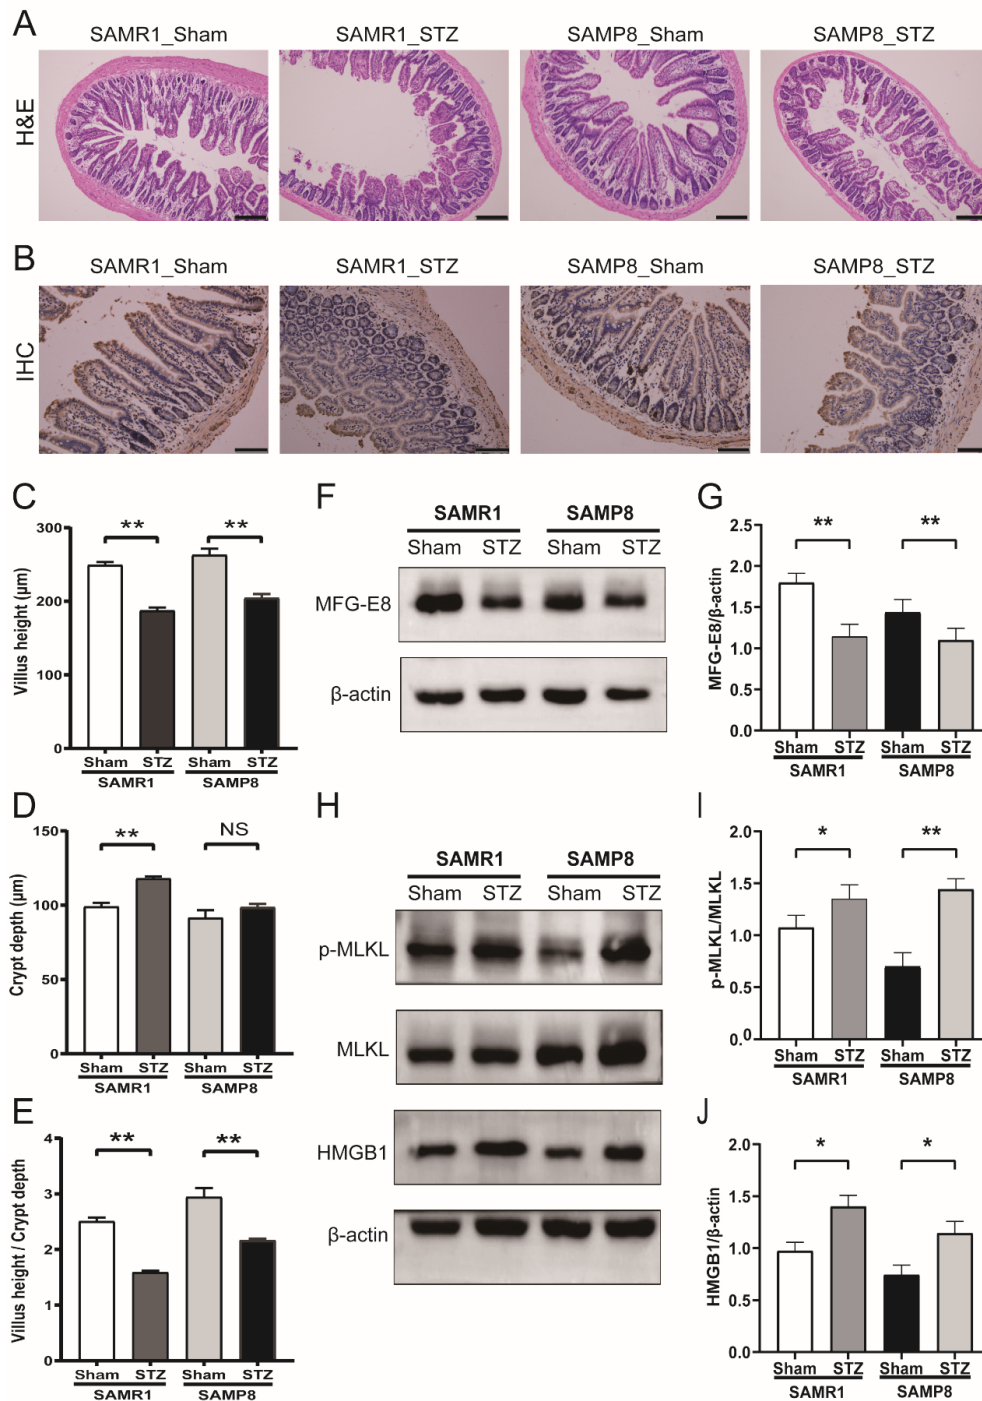 A
SAMR1_Sham SAMR1_STZ SAMP8_Sham SAMP8_STZ
H&E
B
SAMR1_Sham SAMR1_STZ SAMP8_Sham SAMP8_STZ
IHC
C
** **
Villus height (µm)
300
200
100
0
Sham STZ Sham STZ
SAMR1 SAMP8
F
SAMR1 SAMP8
Sham STZ Sham STZ
MFG-E8
β-actin
G
** **
MFG-E8/β-actin
2.5
2.0
1.5
1.0
0.5
0.0
Sham STZ Sham STZ
SAMR1 SAMP8
D
** NS
Crypt depth (µm)
150
100
50
0
Sham STZ Sham STZ
SAMR1 SAMP8
H
SAMR1 SAMP8
Sham STZ Sham STZ
p-MLKL
MLKL
HMGB1
β-actin
I
* **
p-MLKL/MLKL
2.0
1.5
1.0
0.5
0.0
Sham STZ Sham STZ
SAMR1 SAMP8
E
** **
Villus height / Crypt depth
4
3
2
1
0
Sham STZ Sham STZ
SAMR1 SAMP8
J
* *
HMGB1/β-actin
2.0
1.5
1.0
0.5
0.0
Sham STZ Sham STZ
SAMR1 SAMP8